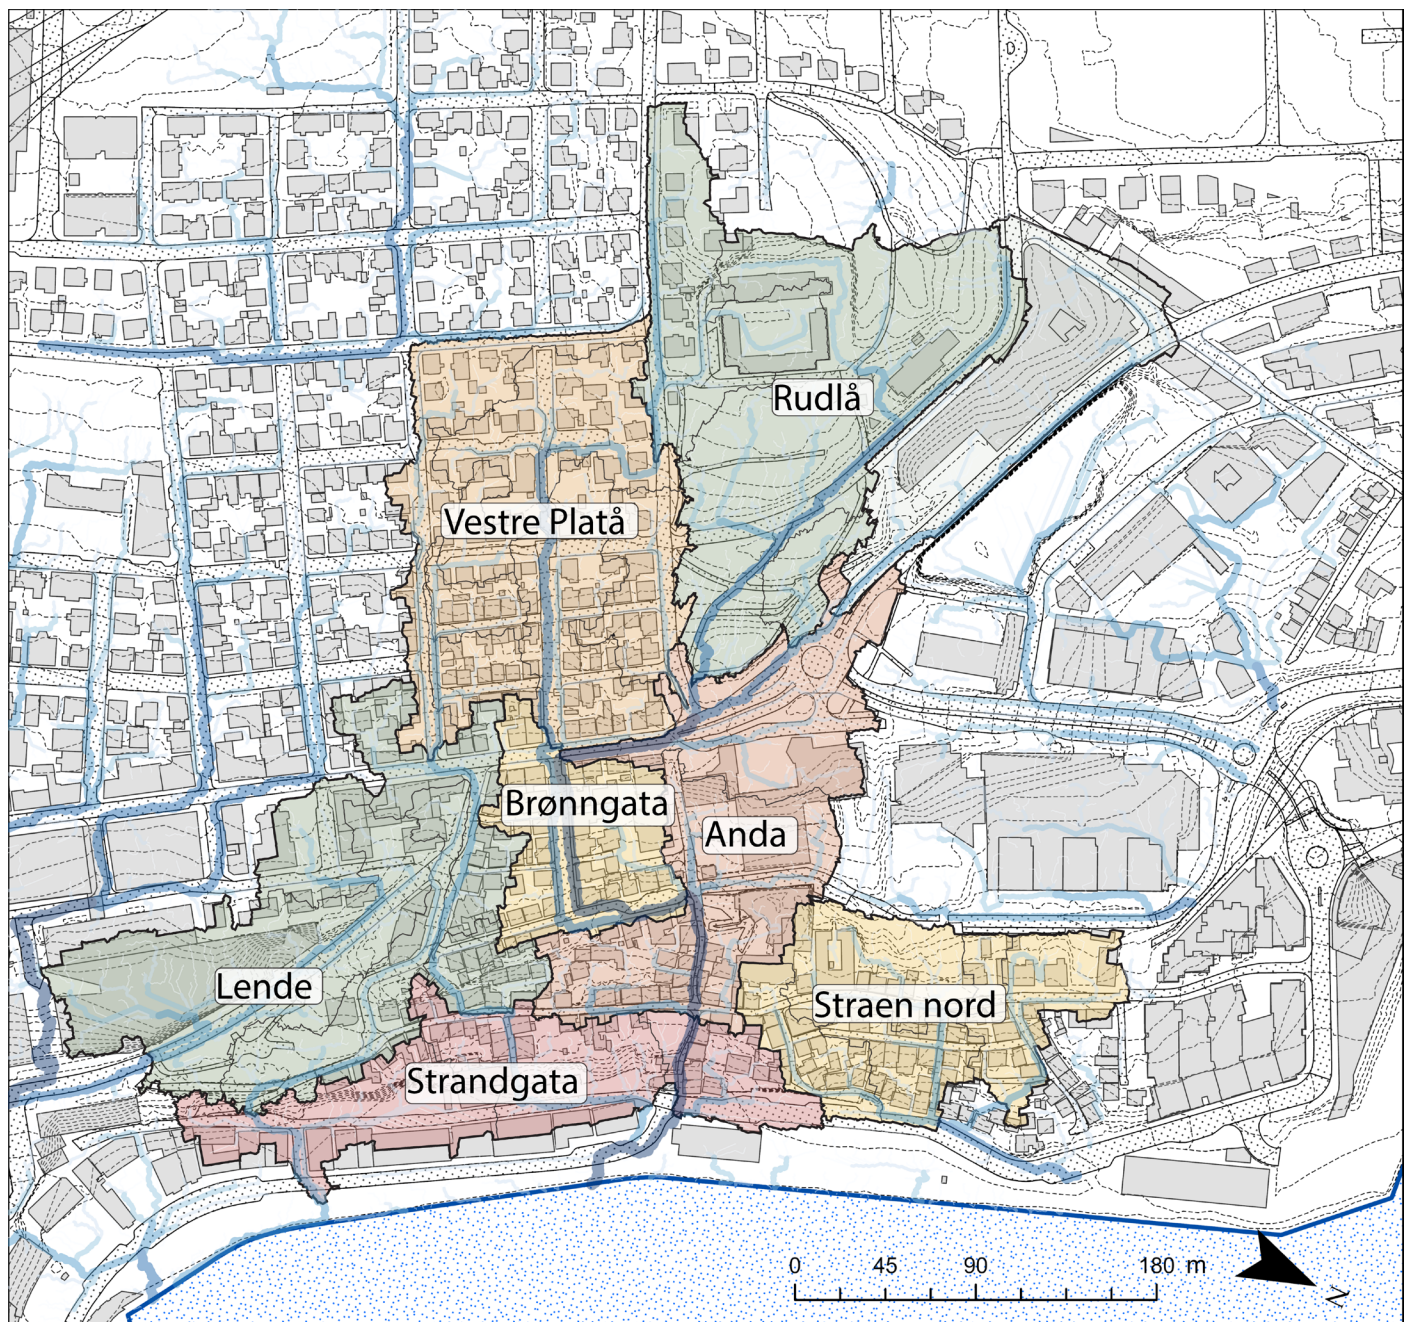 Rudlå
Vestre Platå
Brønngata
Anda
Lende
Straen nord
Strandgata
0 45 90 180 m
N